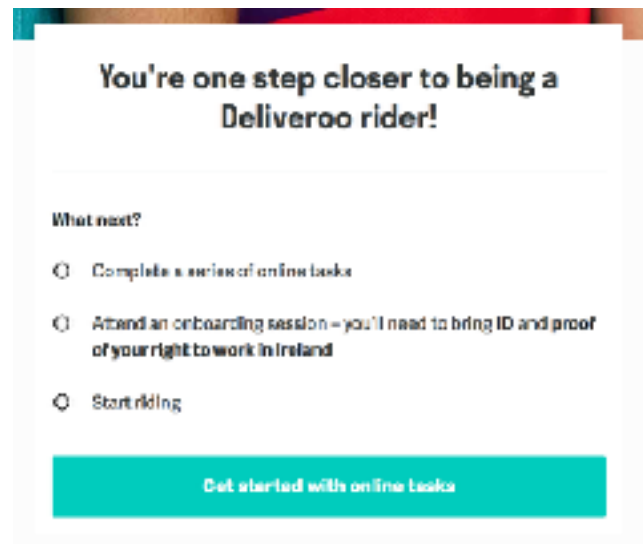 You're one step closer to being a
Deliveroo rider!
What next?
Complete a series of online tasks
Attend an onboarding session – you'll need to bring ID and proof
of your right to work in Ireland
Start riding
Get started with online tasks